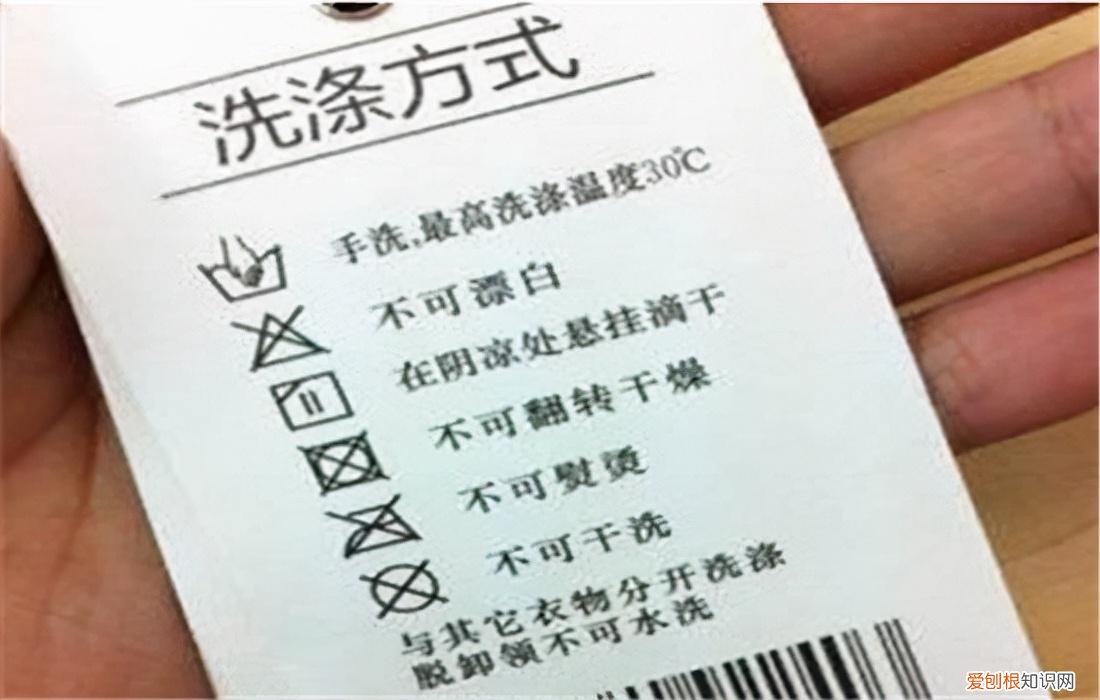 洗涤方式
手洗,最高洗涤温度30℃
不可漂白
在阴凉处悬挂滴干
不可翻转干燥
不可熨烫
不可干洗
与其它衣物分开洗涤
脱卸领不可水洗
爱刨根知识网